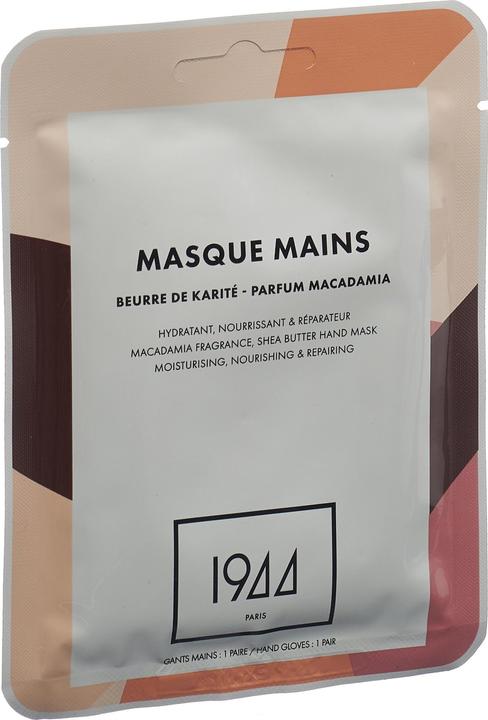 MASQUE MAINS
BEURRE DE KARITÉ - PARFUM MACADAMIA
HYDRATANT, NOURRISSANT & RÉPARATEUR
MACADAMIA FRAGRANCE, SHEA BUTTER HAND MASK
MOISTURISING, NOURISHING & REPAIRING
1944
PARIS
GANTS MAINS : 1 PAIRE / HAND GLOVES : 1 PAIR